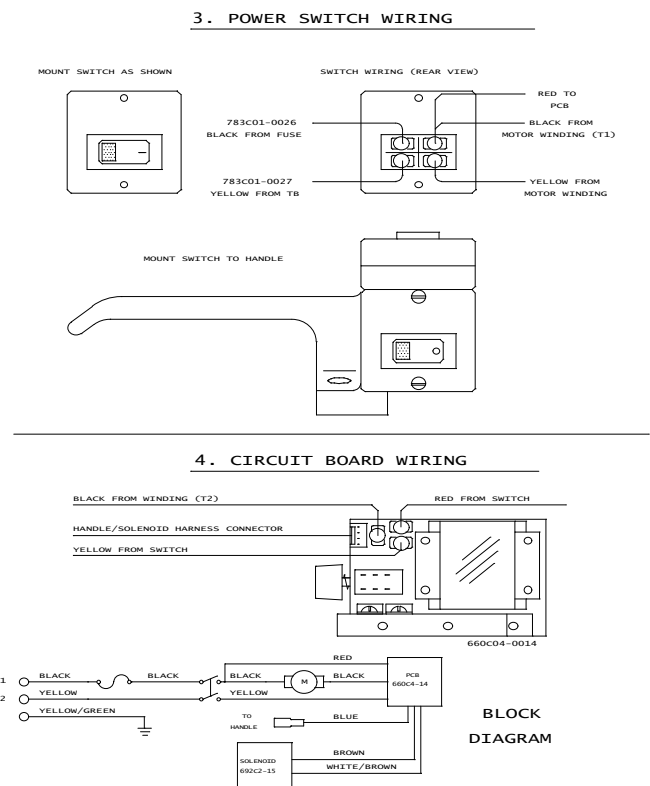 3. POWER SWITCH WIRING
MOUNT SWITCH AS SHOWN
SWITCH WIRING (REAR VIEW)
RED TO
PCB
783C01-0026
BLACK FROM FUSE
BLACK FROM
MOTOR WINDING (T1)
783C01-0027
YELLOW FROM TB
YELLOW FROM
MOTOR WINDING
MOUNT SWITCH TO HANDLE
4. CIRCUIT BOARD WIRING
BLACK FROM WINDING (T2)
RED FROM SWITCH
HANDLE/SOLENOID HARNESS CONNECTOR
YELLOW FROM SWITCH
660C04-0014
RED
1 BLACK BLACK BLACK M BLACK
PCB
660C4-14
2 YELLOW YELLOW
YELLOW/GREEN
TO
HANDLE
BLUE
BLOCK
DIAGRAM
BROWN
SOLENOID
692C2-15
WHITE/BROWN